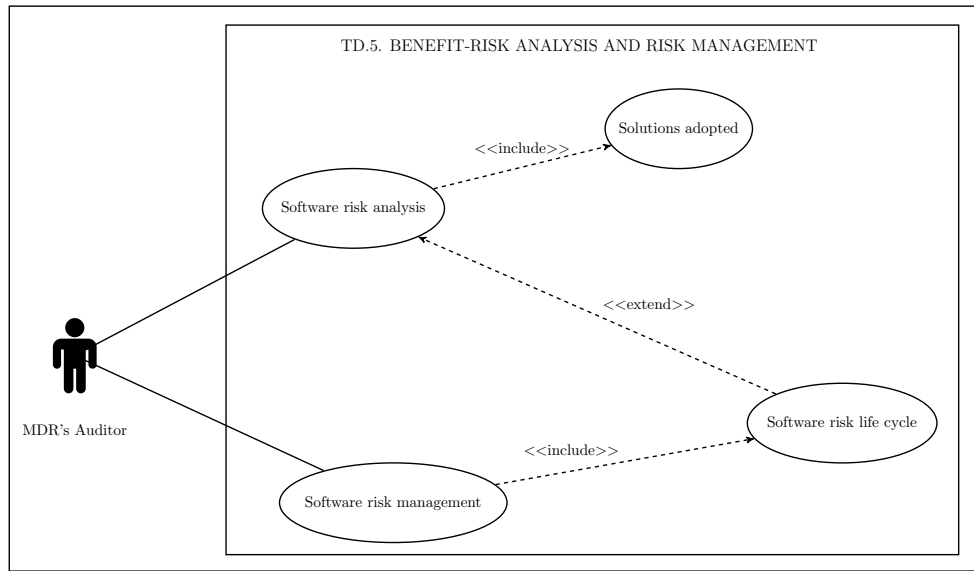 TD.5. BENEFIT-RISK ANALYSIS AND RISK MANAGEMENT
Solutions adopted
<<include>>
Software risk analysis
<<extend>>
MDR's Auditor
Software risk life cycle
<<include>>
Software risk management